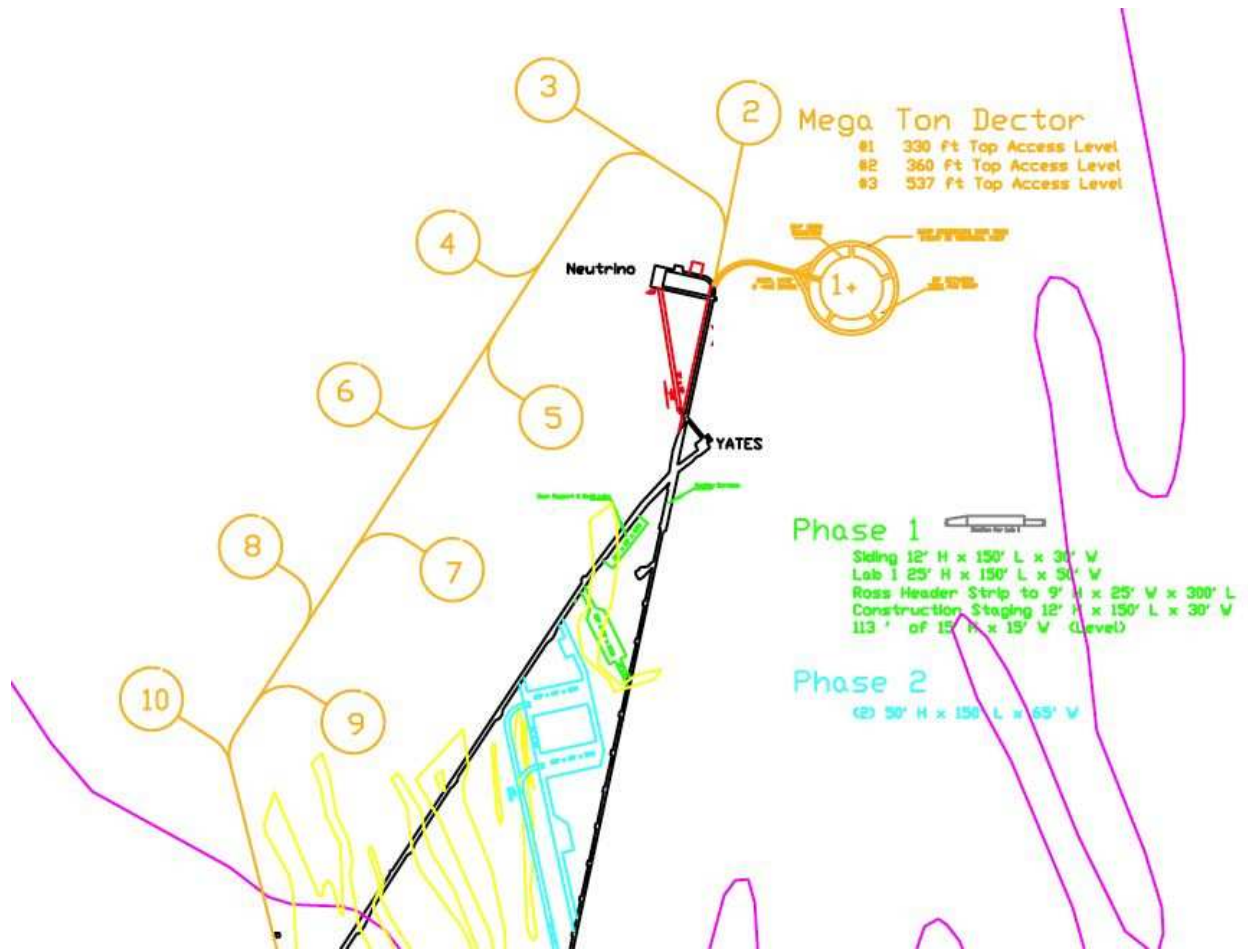 3
2
Mega Ton Dector
#1 330 ft Top Access Level
#2 360 ft Top Access Level
#3 537 ft Top Access Level
4
Neutrino
1+
6
5
YATES
Phase 1
Siding 12' H x 150' L x 30' W
Lab 1 25' H x 150' L x 50' W
Ross Header Strip to 9' H x 25' W x 300' L
Construction Staging 12' H x 150' L x 30' W
113 ' of 15' H x 15' W (Level)
8
7
Phase 2
(2) 50' H x 150' L x 65' W
10
9